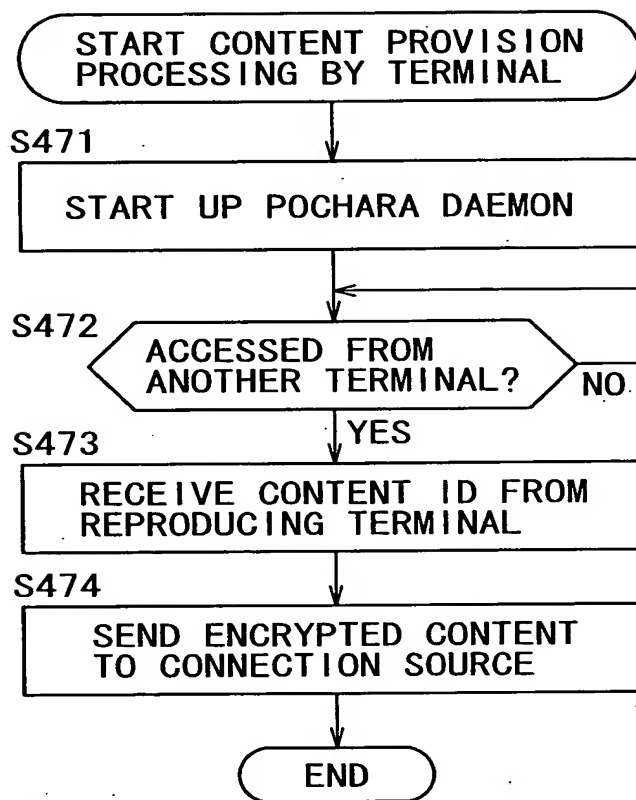 START CONTENT PROVISION
PROCESSING BY TERMINAL
S471
START UP POCHARA DAEMON
S472
ACCESSED FROM
ANOTHER TERMINAL?
NO
YES
S473
RECEIVE CONTENT ID FROM
REPRODUCING TERMINAL
S474
SEND ENCRYPTED CONTENT
TO CONNECTION SOURCE
END